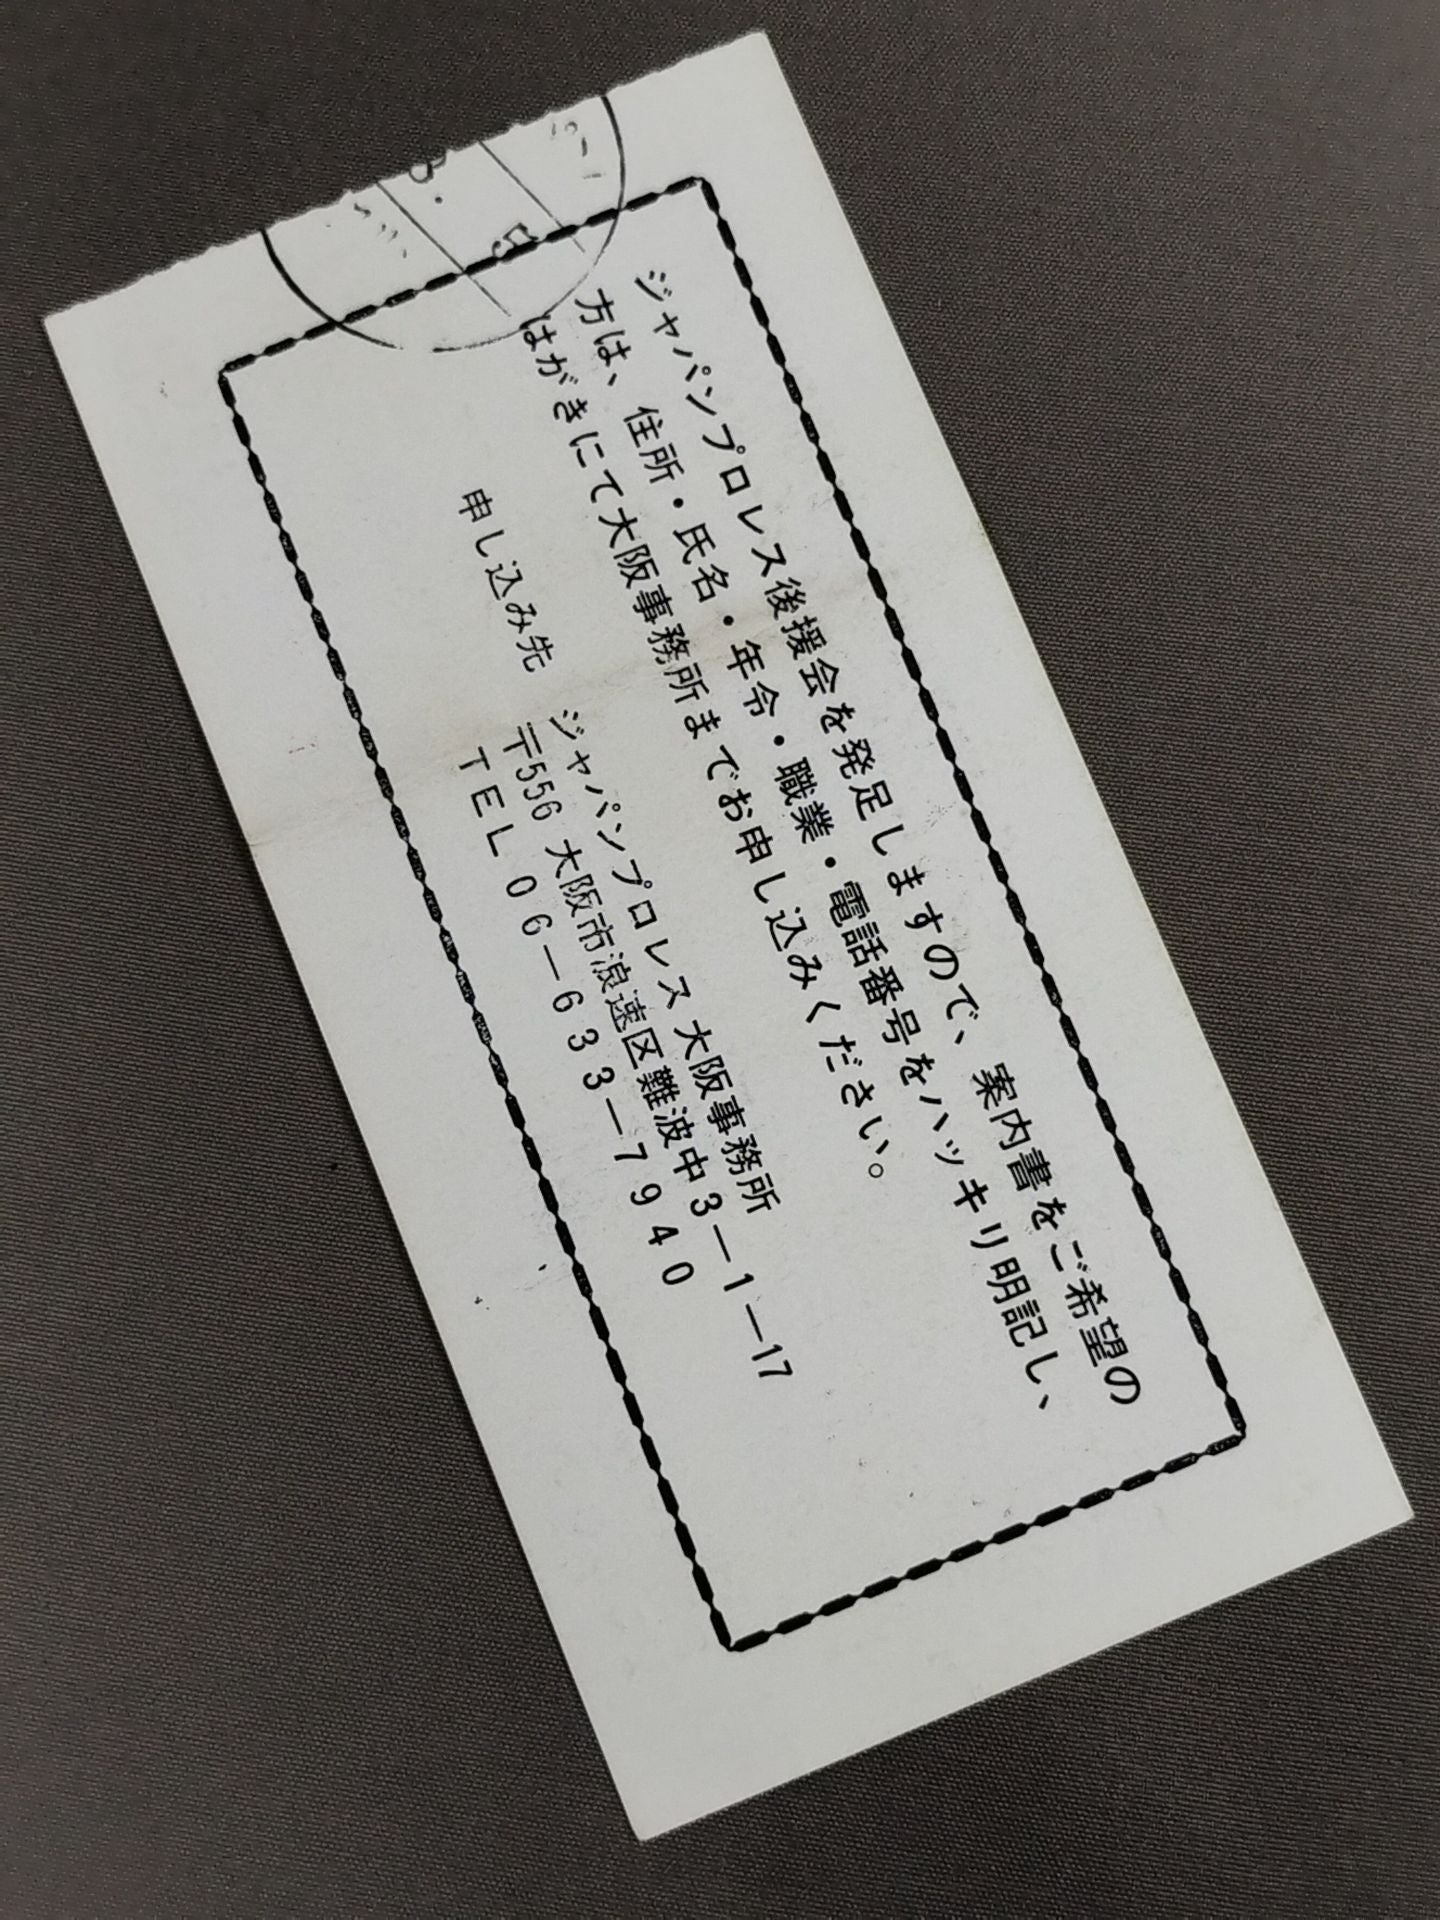 ジャパンプロレス後援会を発足しますので、案内書をご希望の
方は、住所・氏名・年令・職業・電話番号をハッキリ明記し、
はがきにて大阪事務所までお申し込みください。
申し込み先 ジャパンプロレス大阪事務所
〒556 大阪市浪速区難波中3―1―17
TEL 06―633―7940